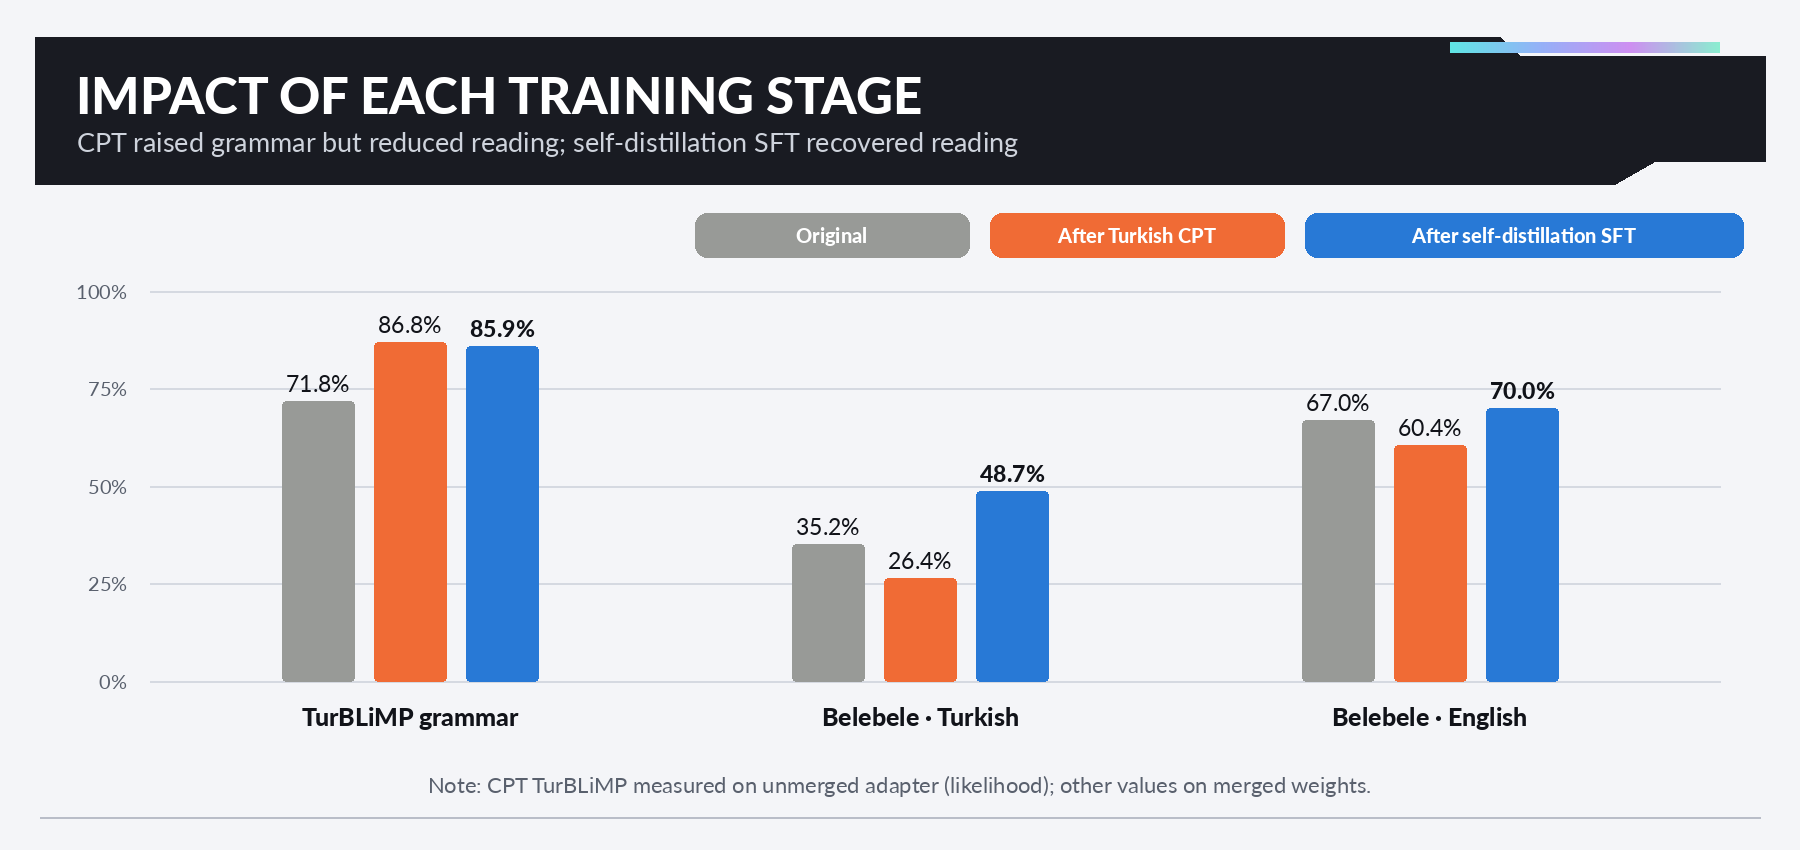 IMPACT OF EACH TRAINING STAGE
CPT raised grammar but reduced reading; self-distillation SFT recovered reading
Original
After Turkish CPT
After self-distillation SFT
100%
75%
50%
25%
0%
71.8%
86.8%
85.9%
35.2%
26.4%
48.7%
67.0%
60.4%
70.0%
TurBLiMP grammar
Belebele · Turkish
Belebele · English
Note: CPT TurBLiMP measured on unmerged adapter (likelihood); other values on merged weights.